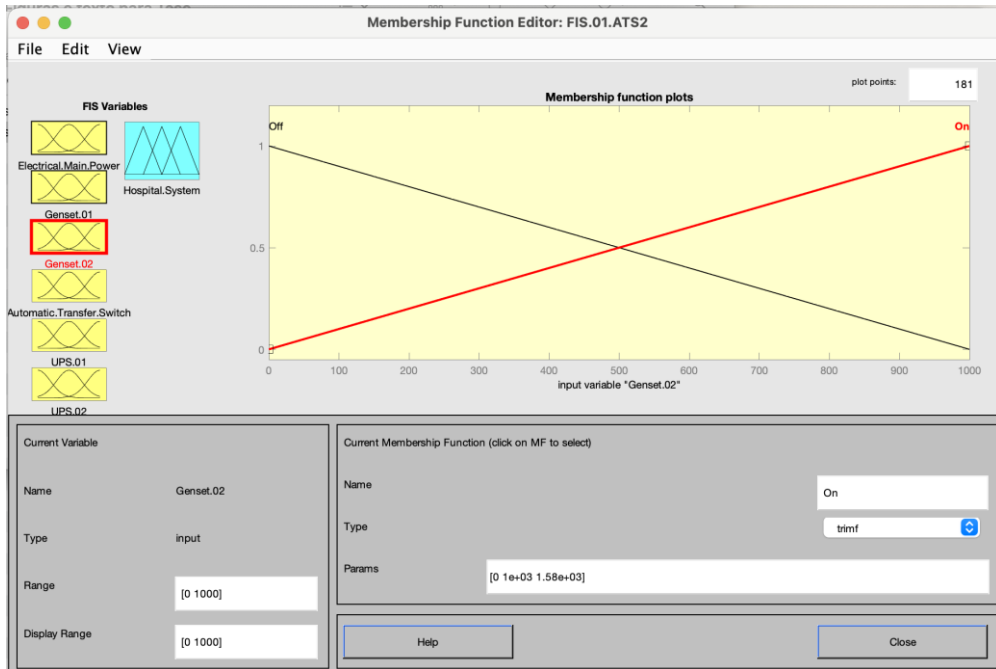 Membership Function Editor: FIS.01.ATS2
File Edit View
plot points: 181
FIS Variables
Membership function plots
Electrical.Main.Power
Hospital.System
Genset.01
Genset.02
Automatic.Transfer.Switch
UPS.01
UPS.02
Off
On
1
0.5
0
0 100 200 300 400 500 600 700 800 900 1000
input variable "Genset.02"
Current Variable
Name Genset.02
Type input
Range [0 1000]
Display Range [0 1000]
Current Membership Function (click on MF to select)
Name On
Type trimf
Params [0 1e+03 1.58e+03]
Help
Close